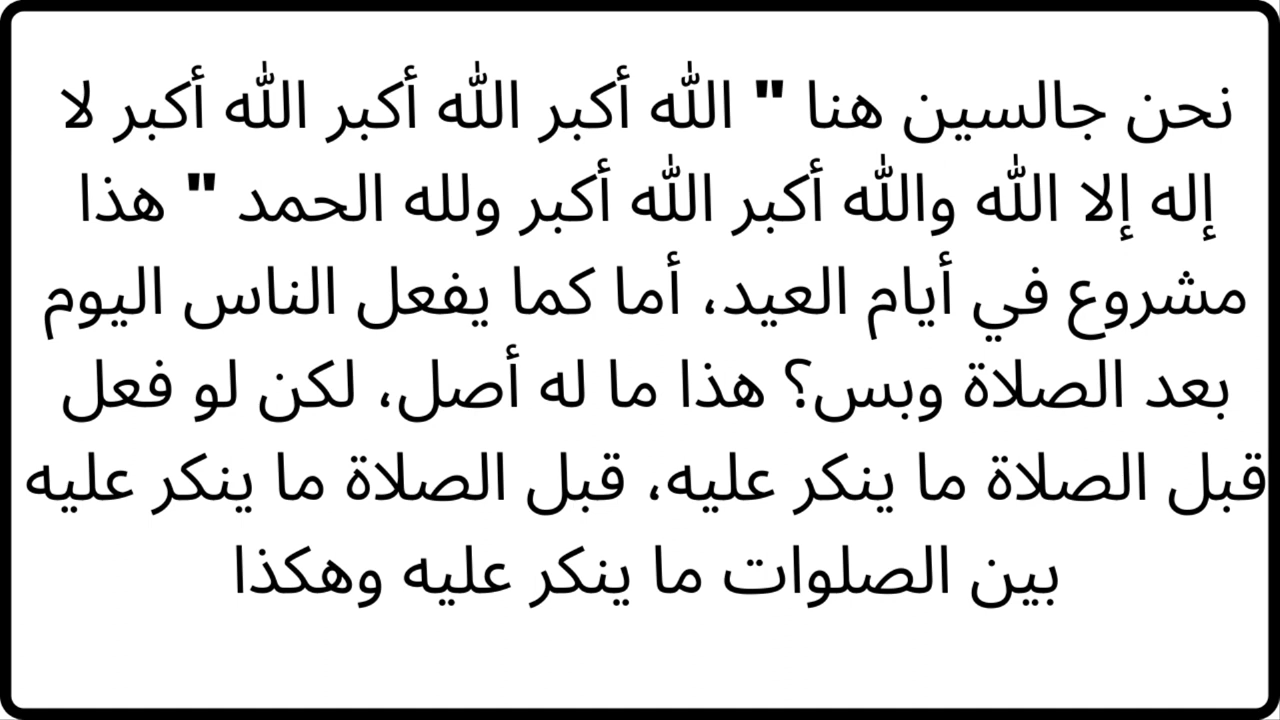 نحن جالسين هنا " الله أكبر الله أكبر الله أكبر لا
إله إلا الله والله أكبر الله أكبر ولله الحمد " هذا
مشروع في أيام العيد، أما كما يفعل الناس اليوم
بعد الصلاة وبس؟ هذا ما له أصل، لكن لو فعل
قبل الصلاة ما ينكر عليه، قبل الصلاة ما ينكر عليه
بين الصلوات ما ينكر عليه وهكذا